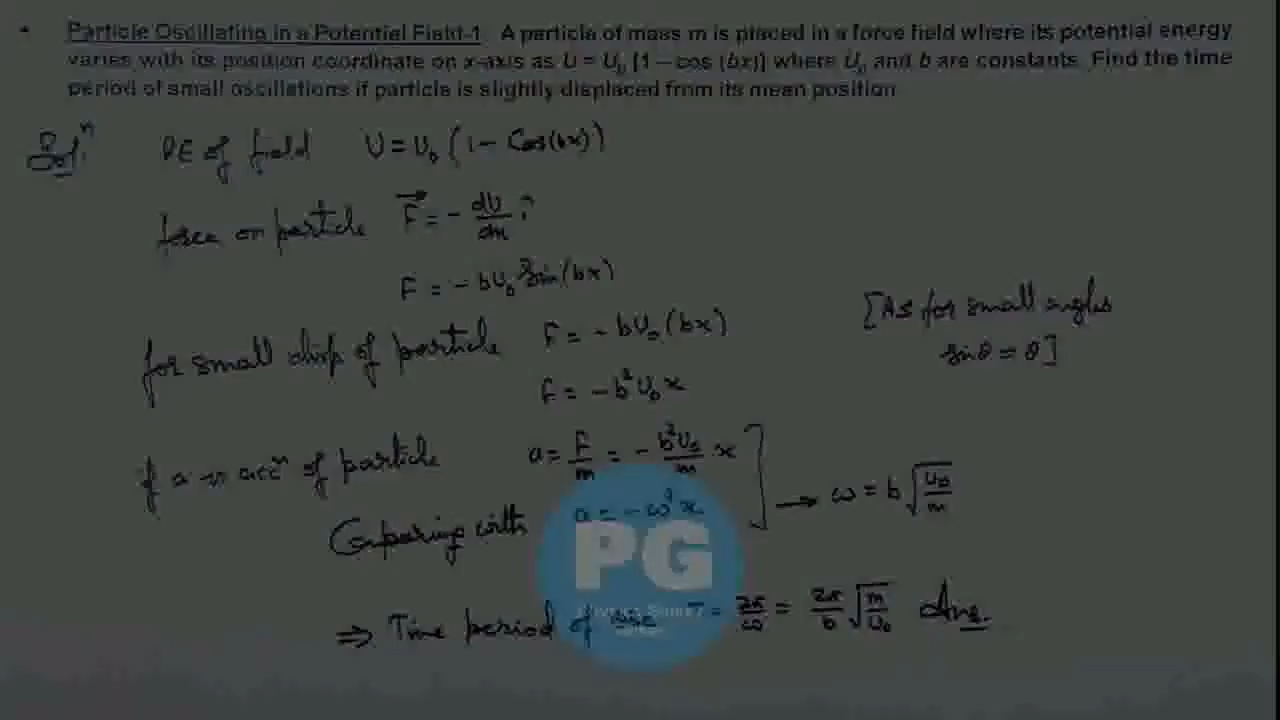 • Particle Oscillating in a Potential Field-1 A particle of mass m is placed in a force field where its potential energy
varies with its position coordinate on x-axis as U = U₀ [1 – cos (bx)] where U₀ and b are constants. Find the time
period of small oscillations if particle is slightly displaced from its mean position
Solⁿ. PE of field U = U₀ (1 – Cos(bx))
force on particle F⃗ = - dU/dx î
F = - bU₀ Sin(bx)
for small disp of particle F = - bU₀(bx) [As for small angles
sinθ = θ]
F = - b²U₀x
if a is accⁿ of particle a = F/m = - b²U₀/m x
Comparing with a = - ω²x → ω = b√(U₀/m)
⇒ Time period of osc T = 2π/ω = 2π/b √(m/U₀) Ans.
PG